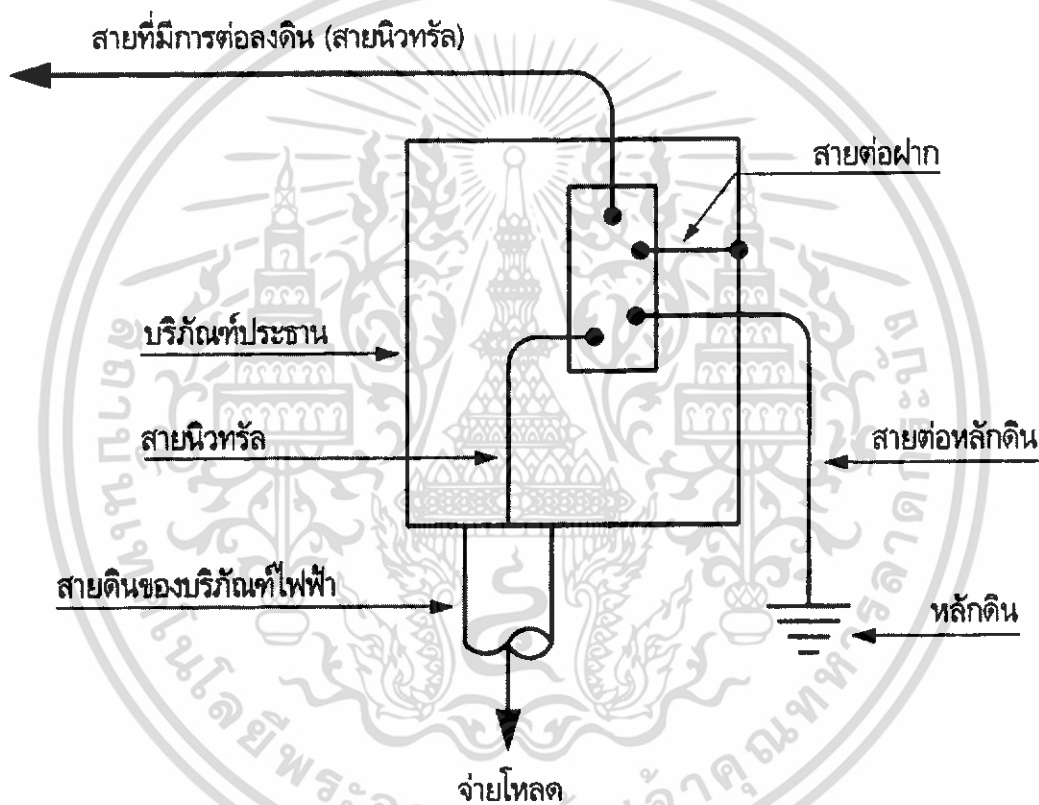 สายที่มีการต่อลงดิน (สายนิวทรัล)
สายต่อฝาก
บริภัณฑ์ประธาน
สายนิวทรัล
สายต่อหลักดิน
สายดินของบริภัณฑ์ไฟฟ้า
หลักดิน
จ่ายโหลด